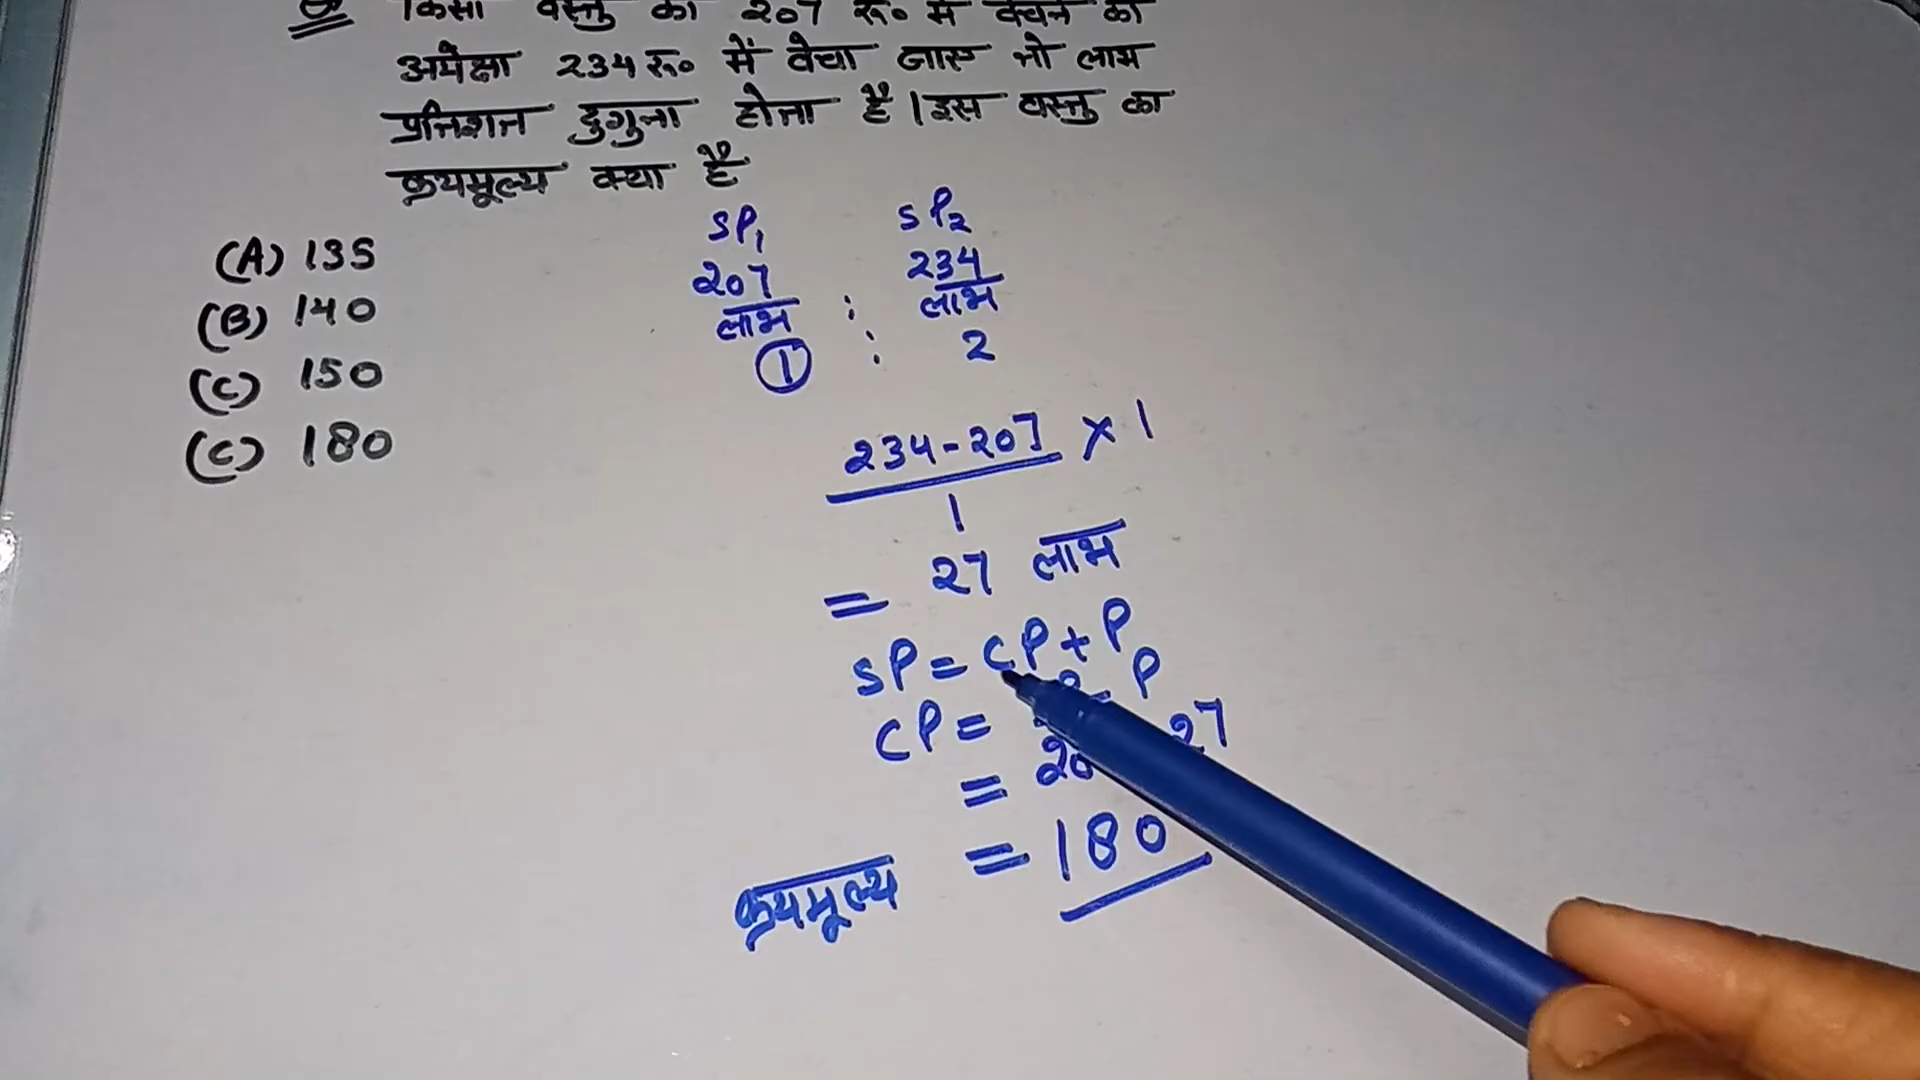 किसी वस्तु को 207 रू० में बेचने की
अपेक्षा 234 रू० में बेचा जाए तो लाभ
प्रतिशत दुगुना होता है। इस वस्तु का
क्रयमूल्य क्या है
(A) 135
(B) 140
(C) 150
(C) 180
SP₁ SP₂
207 234
लाभ : लाभ
1 : 2
234-207 × 1
1
= 27 लाभ
SP = CP + P
CP = P
= 27
क्रयमूल्य = 180